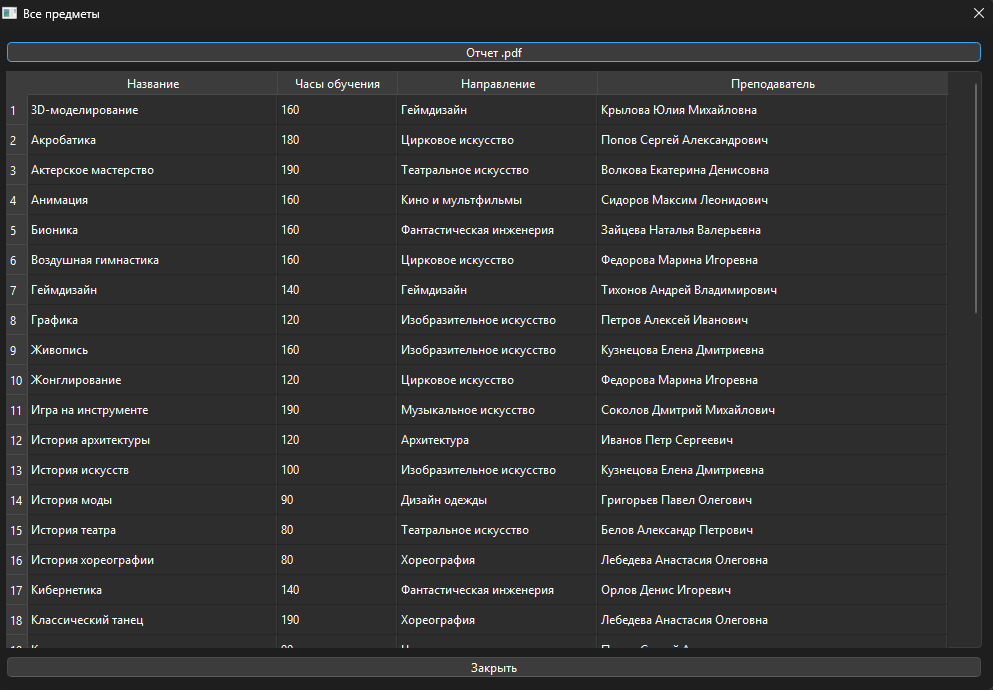 Все предметы
Отчет .pdf
Название Часы обучения Направление Преподаватель
1 3D-моделирование 160 Геймдизайн Крылова Юлия Михайловна
2 Акробатика 180 Цирковое искусство Попов Сергей Александрович
3 Актерское мастерство 190 Театральное искусство Волкова Екатерина Денисовна
4 Анимация 160 Кино и мультфильмы Сидоров Максим Леонидович
5 Бионика 160 Фантастическая инженерия Зайцева Наталья Валерьевна
6 Воздушная гимнастика 160 Цирковое искусство Федорова Марина Игоревна
7 Геймдизайн 140 Геймдизайн Тихонов Андрей Владимирович
8 Графика 120 Изобразительное искусство Петров Алексей Иванович
9 Живопись 160 Изобразительное искусство Кузнецова Елена Дмитриевна
10 Жонглирование 120 Цирковое искусство Федорова Марина Игоревна
11 Игра на инструменте 190 Музыкальное искусство Соколов Дмитрий Михайлович
12 История архитектуры 120 Архитектура Иванов Петр Сергеевич
13 История искусств 100 Изобразительное искусство Кузнецова Елена Дмитриевна
14 История моды 90 Дизайн одежды Григорьев Павел Олегович
15 История театра 80 Театральное искусство Белов Александр Петрович
16 История хореографии 80 Хореография Лебедева Анастасия Олеговна
17 Кибернетика 140 Фантастическая инженерия Орлов Денис Игоревич
18 Классический танец 190 Хореография Лебедева Анастасия Олеговна
Закрыть